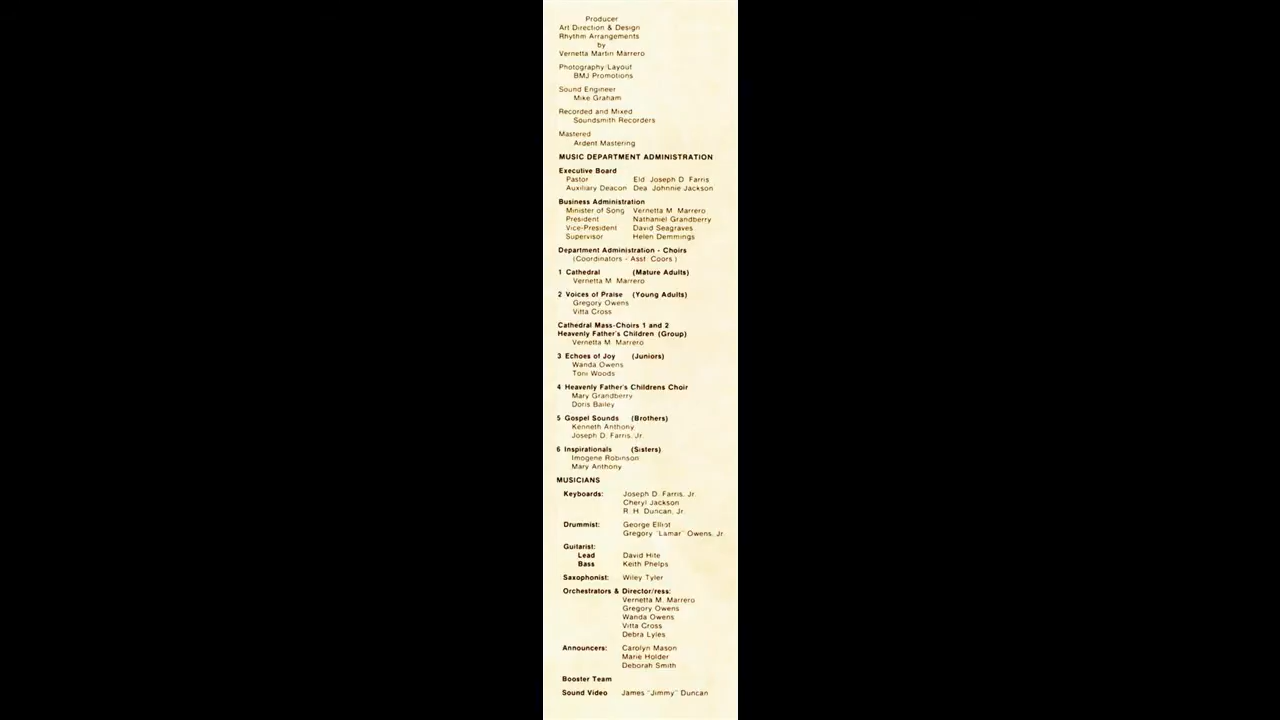 Producer
Art Direction & Design
Rhythm Arrangements
by
Vernetta Martin Marrero
Photography/Layout
BMJ Promotions
Sound Engineer
Mike Graham
Recorded and Mixed
Soundsmith Recorders
Mastered
Ardent Mastering
MUSIC DEPARTMENT ADMINISTRATION
Executive Board
Pastor Eld. Joseph D. Farris
Auxiliary Deacon Dea. Johnnie Jackson
Business Administration
Minister of Song Vernetta M. Marrero
President Nathaniel Grandberry
Vice-President David Seagraves
Supervisor Helen Demmings
Department Administration - Choirs
(Coordinators - Asst. Coors.)
1 Cathedral (Mature Adults)
Vernetta M. Marrero
2 Voices of Praise (Young Adults)
Gregory Owens
Vitta Cross
Cathedral Mass-Choirs 1 and 2
Heavenly Father's Children (Group)
Vernetta M. Marrero
3 Echoes of Joy (Juniors)
Wanda Owens
Toni Woods
4 Heavenly Father's Childrens Choir
Mary Grandberry
Doris Bailey
5 Gospel Sounds (Brothers)
Kenneth Anthony
Joseph D. Farris, Jr.
6 Inspirationals (Sisters)
Imogene Robinson
Mary Anthony
MUSICIANS
Keyboards: Joseph D. Farris, Jr.
Cheryl Jackson
R. H. Duncan, Jr.
Drummist: George Elliot
Gregory "Lamar" Owens, Jr.
Guitarist:
Lead David Hite
Bass Keith Phelps
Saxophonist: Wiley Tyler
Orchestrators & Director/ress:
Vernetta M. Marrero
Gregory Owens
Wanda Owens
Vitta Cross
Debra Lyles
Announcers: Carolyn Mason
Marie Holder
Deborah Smith
Booster Team
Sound Video James "Jimmy" Duncan